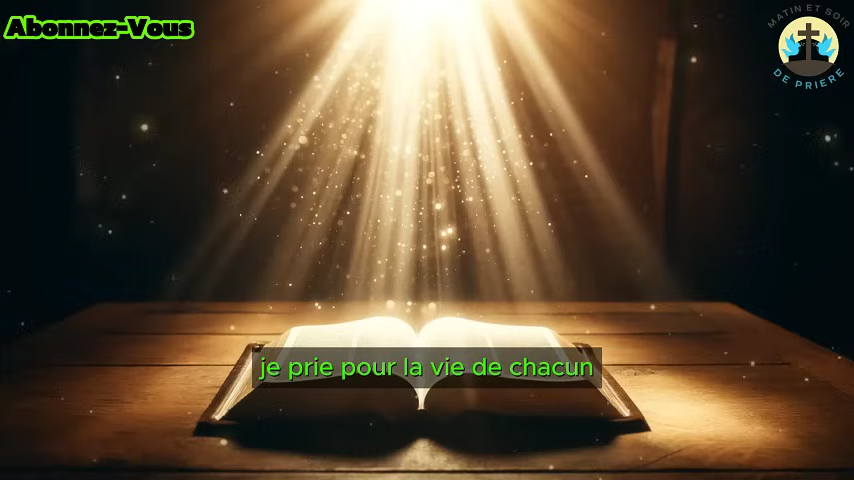 Abonnez-Vous
MATIN ET SOIR
DE PRIERE
je prie pour la vie de chacun